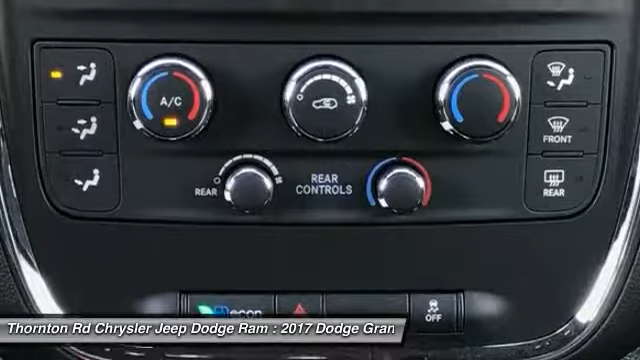 A/C
FRONT
REAR
REAR
REAR
CONTROLS
econ
OFF
Thornton Rd Chrysler Jeep Dodge Ram : 2017 Dodge Gran